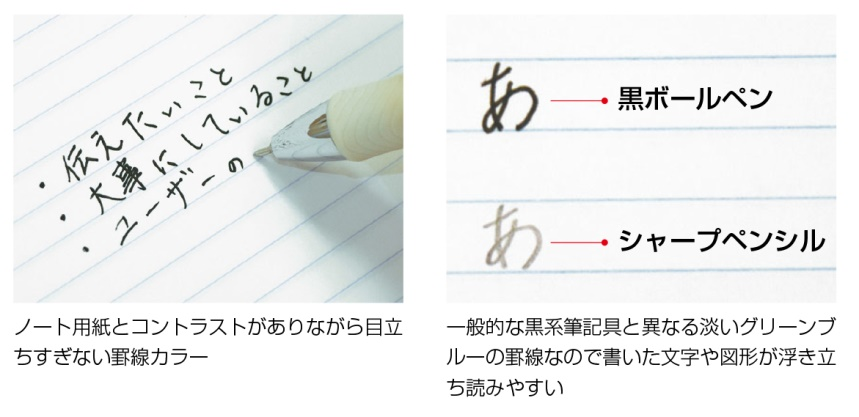 ・伝えたいこと
・大事にしていること
・ユーザーの
ノート用紙とコントラストがありながら目立
ちすぎない罫線カラー
あ 黒ボールペン
あ シャープペンシル
一般的な黒系筆記具と異なる淡いグリーンブ
ルーの罫線なので書いた文字や図形が浮き立
ち読みやすい